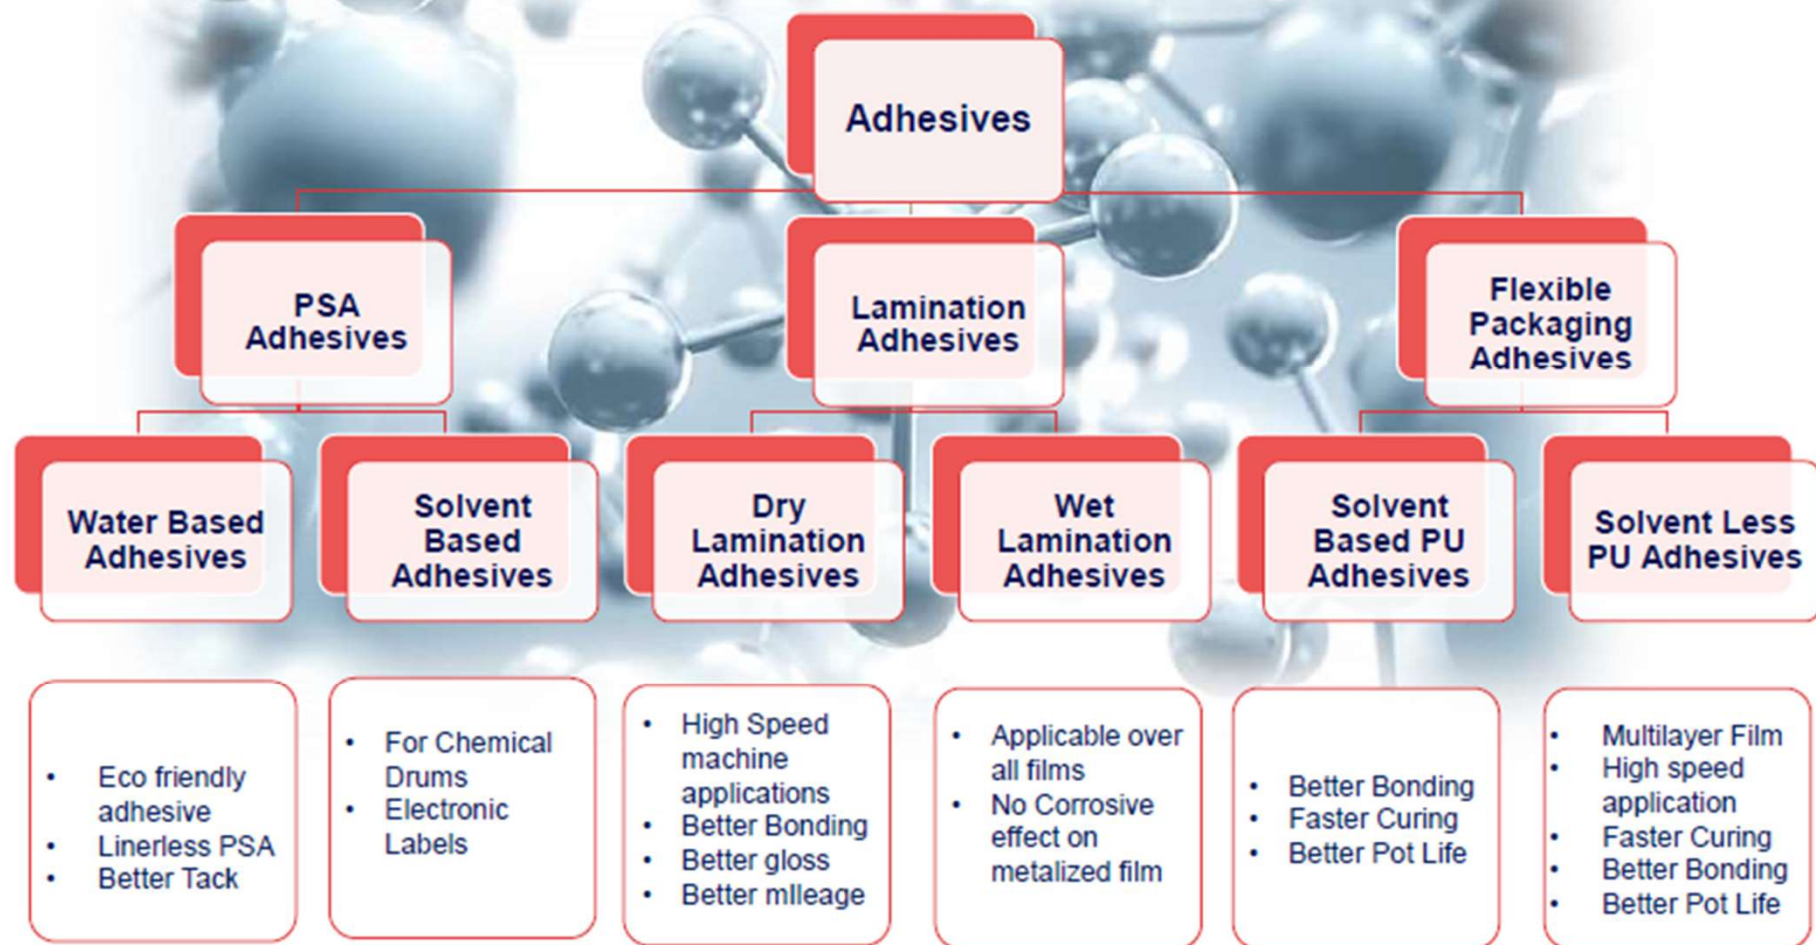 Adhesives
PSA
Adhesives
Lamination
Adhesives
Flexible
Packaging
Adhesives
Water Based
Adhesives
Solvent
Based
Adhesives
Dry
Lamination
Adhesives
Wet
Lamination
Adhesives
Solvent
Based PU
Adhesives
Solvent Less
PU Adhesives
• Eco friendly
adhesive
• Linerless PSA
• Better Tack
• For Chemical
Drums
• Electronic
Labels
• High Speed
machine
applications
• Better Bonding
• Better gloss
• Better mlleage
• Applicable over
all films
• No Corrosive
effect on
metalized film
• Better Bonding
• Faster Curing
• Better Pot Life
• Multilayer Film
• High speed
application
• Faster Curing
• Better Bonding
• Better Pot Life